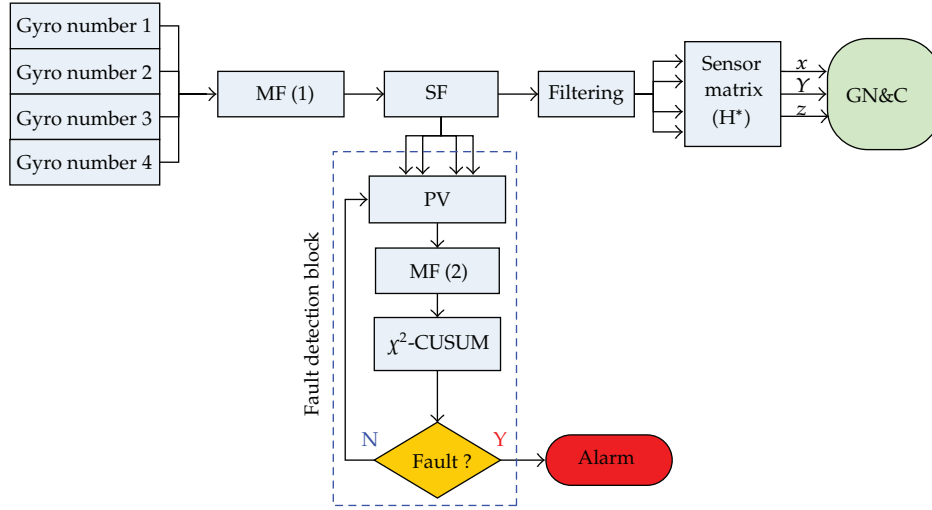 Gyro number 1
Gyro number 2
Gyro number 3
Gyro number 4
MF (1)
SF
Filtering
Sensor
matrix
(H*)
x
Y
z
GN&C
Fault detection block
PV
MF (2)
χ²-CUSUM
N
Fault ?
Y
Alarm